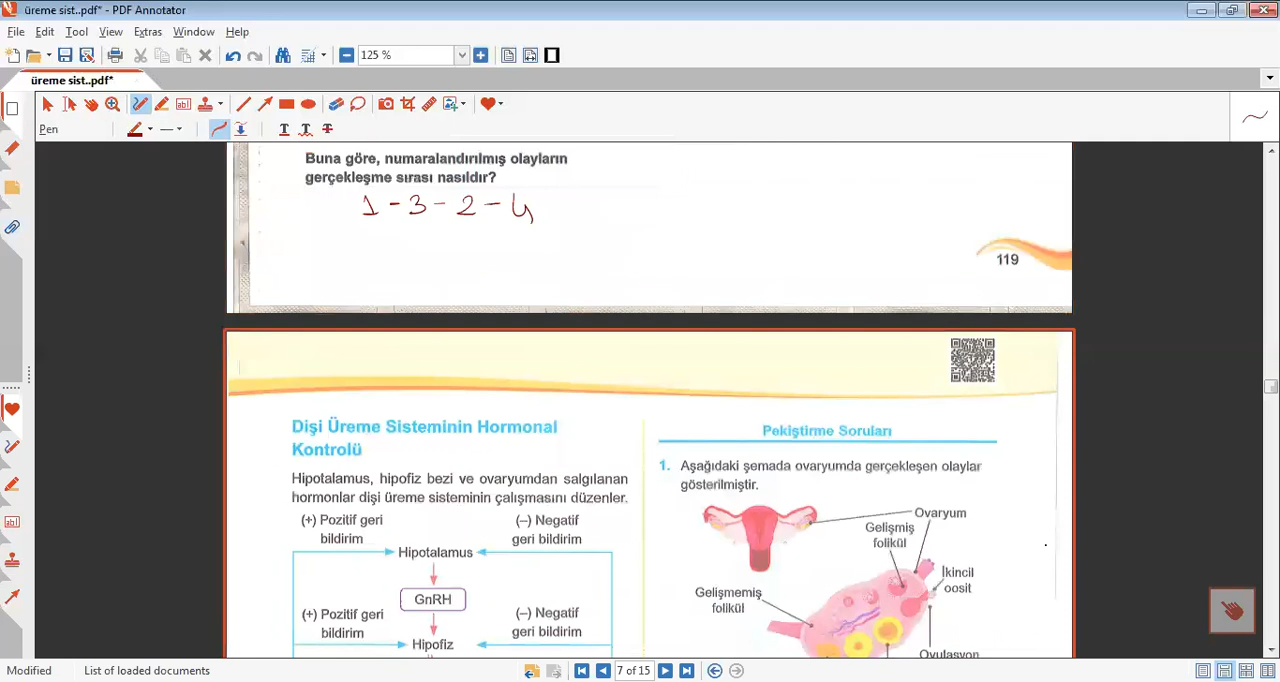 üreme sist..pdf* - PDF Annotator
File Edit Tool View Extras Window Help
125 %
üreme sist..pdf*
Pen
Buna göre, numaralandırılmış olayların
gerçekleşme sırası nasıldır?
1 - 3 - 2 - 4
119
Dişi Üreme Sisteminin Hormonal
Kontrolü
Hipotalamus, hipofiz bezi ve ovaryumdan salgılanan
hormonlar dişi üreme sisteminin çalışmasını düzenler.
(+) Pozitif geri
bildirim
(–) Negatif
geri bildirim
Hipotalamus
GnRH
(+) Pozitif geri
bildirim
(–) Negatif
geri bildirim
Hipofiz
Pekiştirme Soruları
1. Aşağıdaki şemada ovaryumda gerçekleşen olaylar
gösterilmiştir.
Ovaryum
Gelişmiş
folikül
İkincil
oosit
Gelişmemiş
folikül
Ovulasyon
Modified List of loaded documents 7 of 15